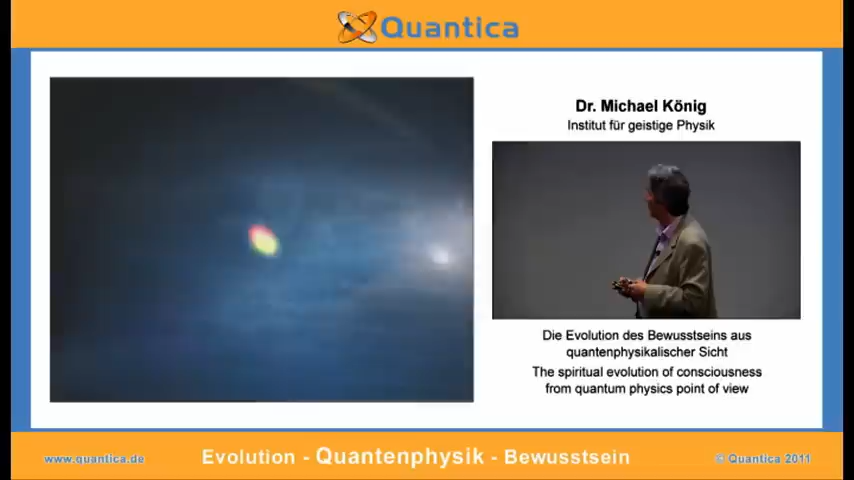 Quantica
Dr. Michael König
Institut für geistige Physik
Die Evolution des Bewusstseins aus
quantenphysikalischer Sicht
The spiritual evolution of consciousness
from quantum physics point of view
www.quantica.de
Evolution - Quantenphysik - Bewusstsein
© Quantica 2011